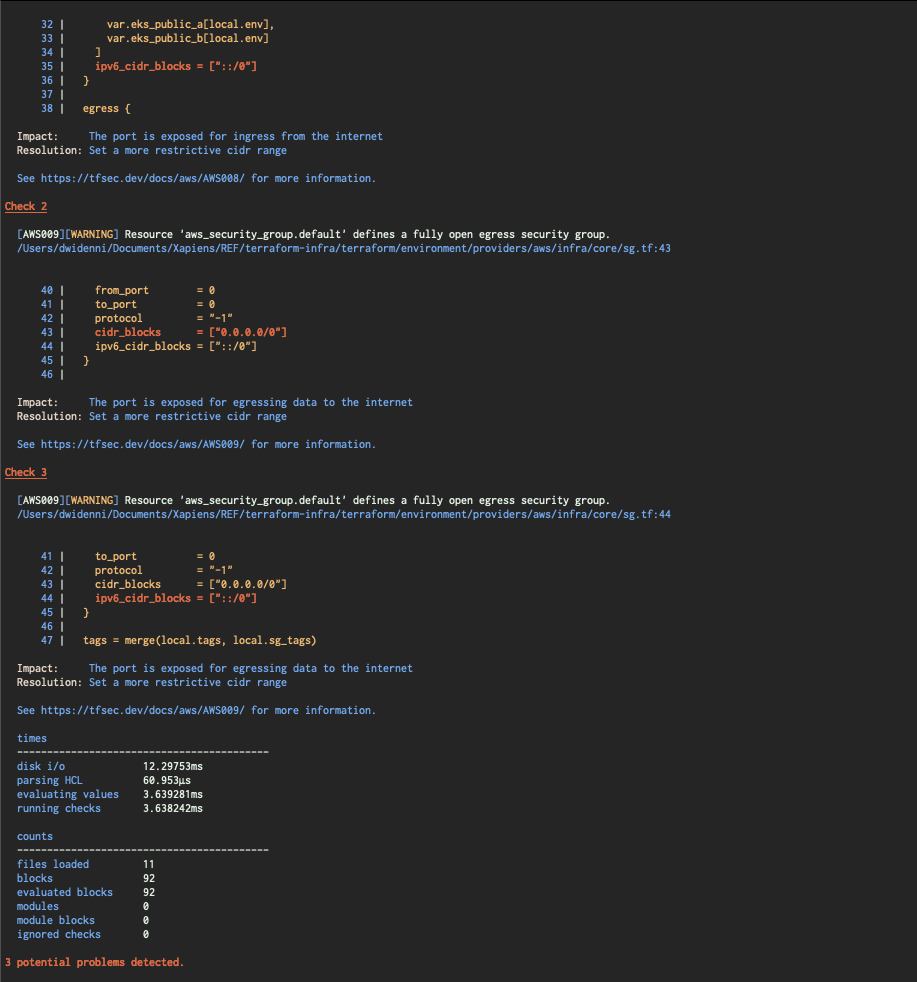 32 |       var.eks_public_a[local.env],
33 |       var.eks_public_b[local.env]
34 |     ]
35 |     ipv6_cidr_blocks = ["::/0"]
36 |   }
37 |
38 |   egress {
Impact:     The port is exposed for ingress from the internet
Resolution: Set a more restrictive cidr range
See https://tfsec.dev/docs/aws/AWS008/ for more information.
Check 2
[AWS009][WARNING] Resource 'aws_security_group.default' defines a fully open egress security group.
/Users/dwidenni/Documents/Xapiens/REF/terraform-infra/terraform/environment/providers/aws/infra/core/sg.tf:43
40 |     from_port        = 0
41 |     to_port          = 0
42 |     protocol         = "-1"
43 |     cidr_blocks      = ["0.0.0.0/0"]
44 |     ipv6_cidr_blocks = ["::/0"]
45 |   }
46 |
Impact:     The port is exposed for egressing data to the internet
Resolution: Set a more restrictive cidr range
See https://tfsec.dev/docs/aws/AWS009/ for more information.
Check 3
[AWS009][WARNING] Resource 'aws_security_group.default' defines a fully open egress security group.
/Users/dwidenni/Documents/Xapiens/REF/terraform-infra/terraform/environment/providers/aws/infra/core/sg.tf:44
41 |     to_port          = 0
42 |     protocol         = "-1"
43 |     cidr_blocks      = ["0.0.0.0/0"]
44 |     ipv6_cidr_blocks = ["::/0"]
45 |   }
46 |
47 |   tags = merge(local.tags, local.sg_tags)
Impact:     The port is exposed for egressing data to the internet
Resolution: Set a more restrictive cidr range
See https://tfsec.dev/docs/aws/AWS009/ for more information.
times
------------------------------------------
disk i/o             12.29753ms
parsing HCL          60.953µs
evaluating values    3.639281ms
running checks       3.638242ms
counts
------------------------------------------
files loaded         11
blocks               92
evaluated blocks     92
modules              0
module blocks        0
ignored checks       0
3 potential problems detected.